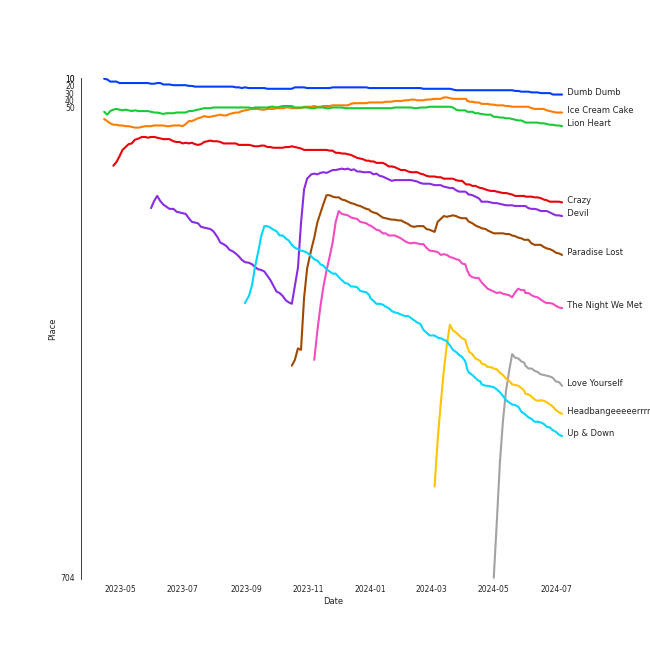 10
20
30
40
50
704
Place
Dumb Dumb
Ice Cream Cake
Lion Heart
Crazy
Devil
Paradise Lost
The Night We Met
Love Yourself
Headbangeeeeerrrr
Up & Down
2023-05 2023-07 2023-09 2023-11 2024-01 2024-03 2024-05 2024-07
Date